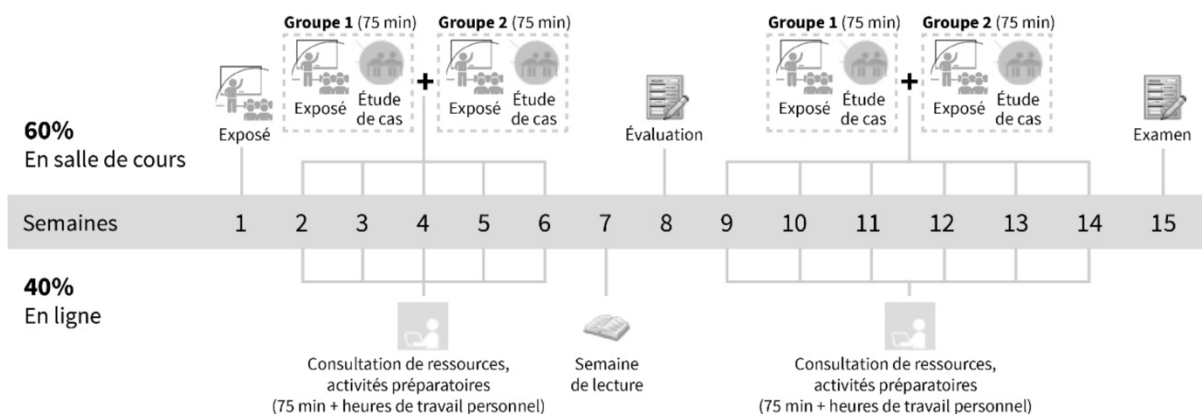 Groupe 1 (75 min)
Exposé
Étude
de cas
+
Groupe 2 (75 min)
Exposé
Étude
de cas
Groupe 1 (75 min)
Exposé
Étude
de cas
+
Groupe 2 (75 min)
Exposé
Étude
de cas
60%
En salle de cours
Exposé
Évaluation
Examen
Semaines 1 2 3 4 5 6 7 8 9 10 11 12 13 14 15
40%
En ligne
Consultation de ressources,
activités préparatoires
(75 min + heures de travail personnel)
Semaine
de lecture
Consultation de ressources,
activités préparatoires
(75 min + heures de travail personnel)